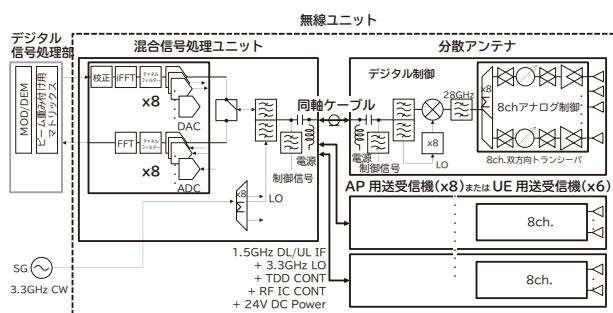 無線ユニット
デジタル
信号処理部
混合信号処理ユニット
分散アンテナ
MOD/DEM
ビーム重み付け用
マトリックス
校正
iFFT
チャネル
フィルター
x8
DAC
FFT
チャネル
フィルター
x8
ADC
同軸ケーブル
電源
制御信号
LO
x8
Σ
デジタル制御
28GHz
x8
Σ
8chアナログ制御
x8
LO
電源
制御信号
8ch.双方向トランシーバ
AP 用送受信機(x8)または UE 用送受信機(x6)
8ch.
8ch.
SG
3.3GHz CW
1.5GHz DL/UL IF
+ 3.3GHz LO
+ TDD CONT
+ RF IC CONT
+ 24V DC Power